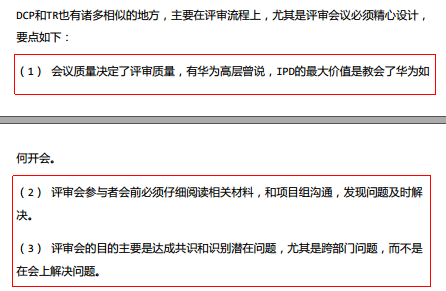 DCP和TR也有诸多相似的地方，主要在评审流程上，尤其是评审会议必须精心设计，
要点如下：
（1） 会议质量决定了评审质量，有华为高层曾说，IPD的最大价值是教会了华为如
何开会。
（2） 评审会参与者会前必须仔细阅读相关材料，和项目组沟通，发现问题及时解
决。
（3） 评审会的目的主要是达成共识和识别潜在问题，尤其是跨部门问题，而不是
在会上解决问题。